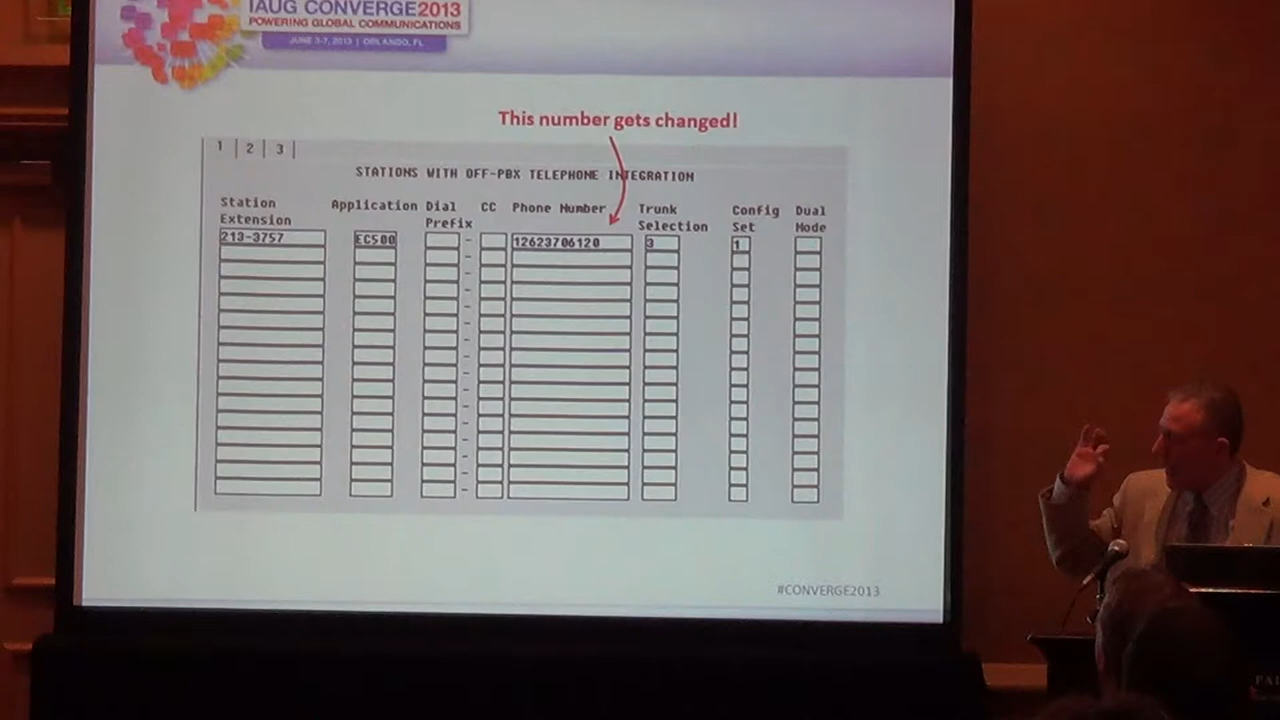 IAUG CONVERGE2013
POWERING GLOBAL COMMUNICATIONS
JUNE 3-7, 2013 | ORLANDO, FL
This number gets changed!
1 | 2 | 3 |
STATIONS WITH OFF-PBX TELEPHONE INTEGRATION
Station Application Dial CC Phone Number Trunk Config Dual
Extension Prefix Selection Set Mode
213-3757 EC500 - 12623706120 3 1
#CONVERGE2013